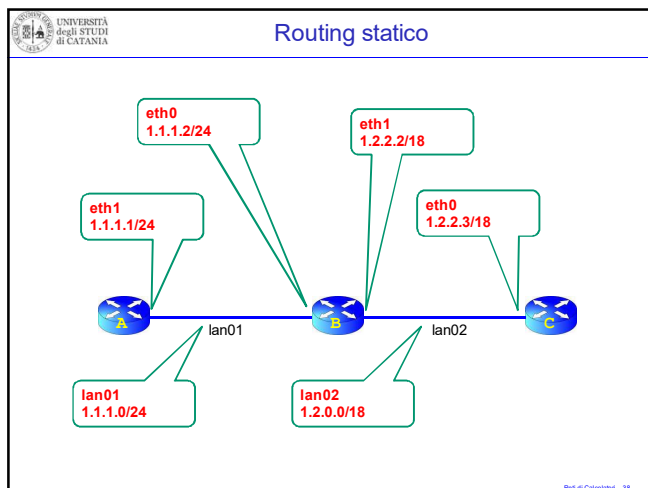 UNIVERSITÀ
degli STUDI
di CATANIA
Routing statico
eth0
1.1.1.2/24
eth1
1.2.2.2/18
eth1
1.1.1.1/24
eth0
1.2.2.3/18
A
B
C
lan01
lan02
lan01
1.1.1.0/24
lan02
1.2.0.0/18